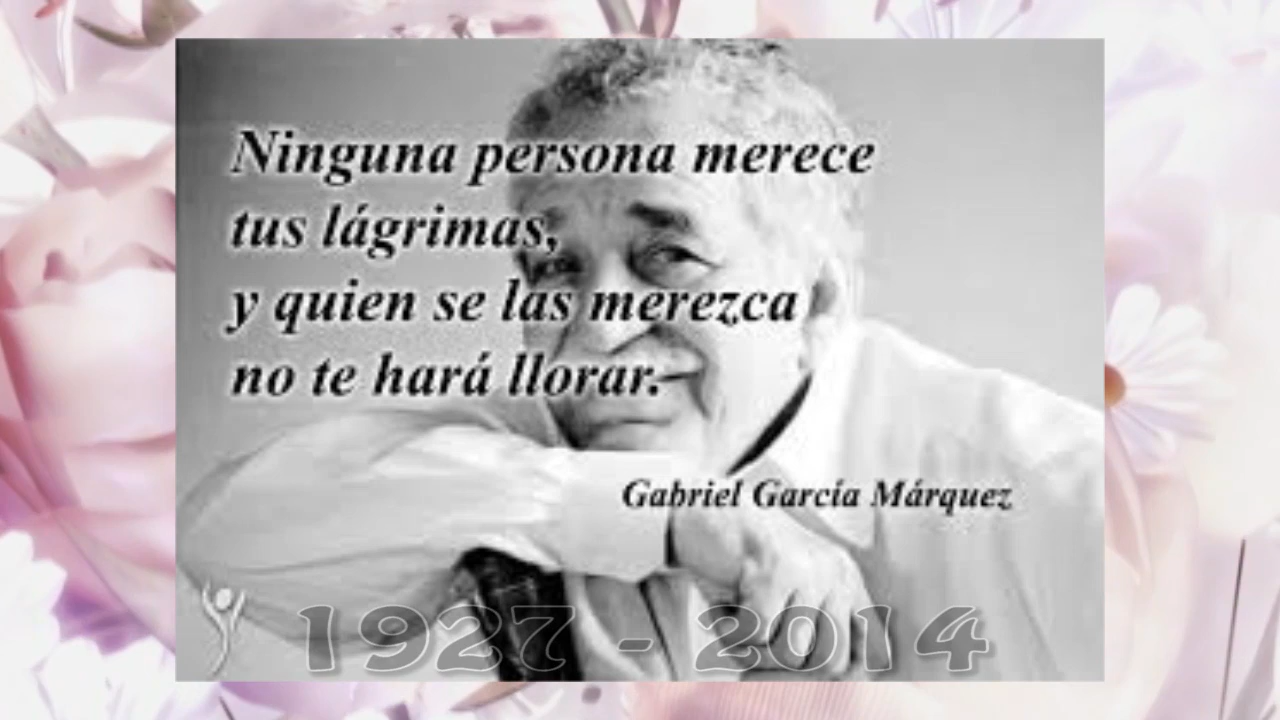 Ninguna persona merece
tus lágrimas,
y quien se las merezca
no te hará llorar.
Gabriel García Márquez
1927 - 2014